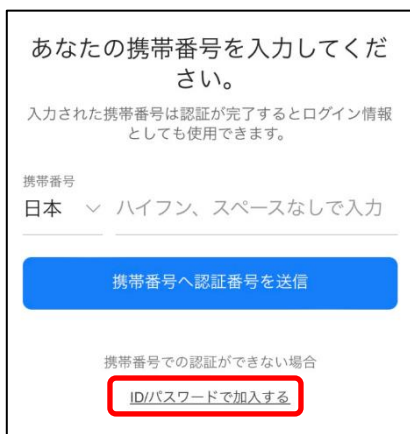 あなたの携帯番号を入力してくだ
さい。
入力された携帯番号は認証が完了するとログイン情報
としても使用できます。
携帯番号
日本 ハイフン、スペースなしで入力
携帯番号へ認証番号を送信
携帯番号での認証ができない場合
ID/パスワードで加入する